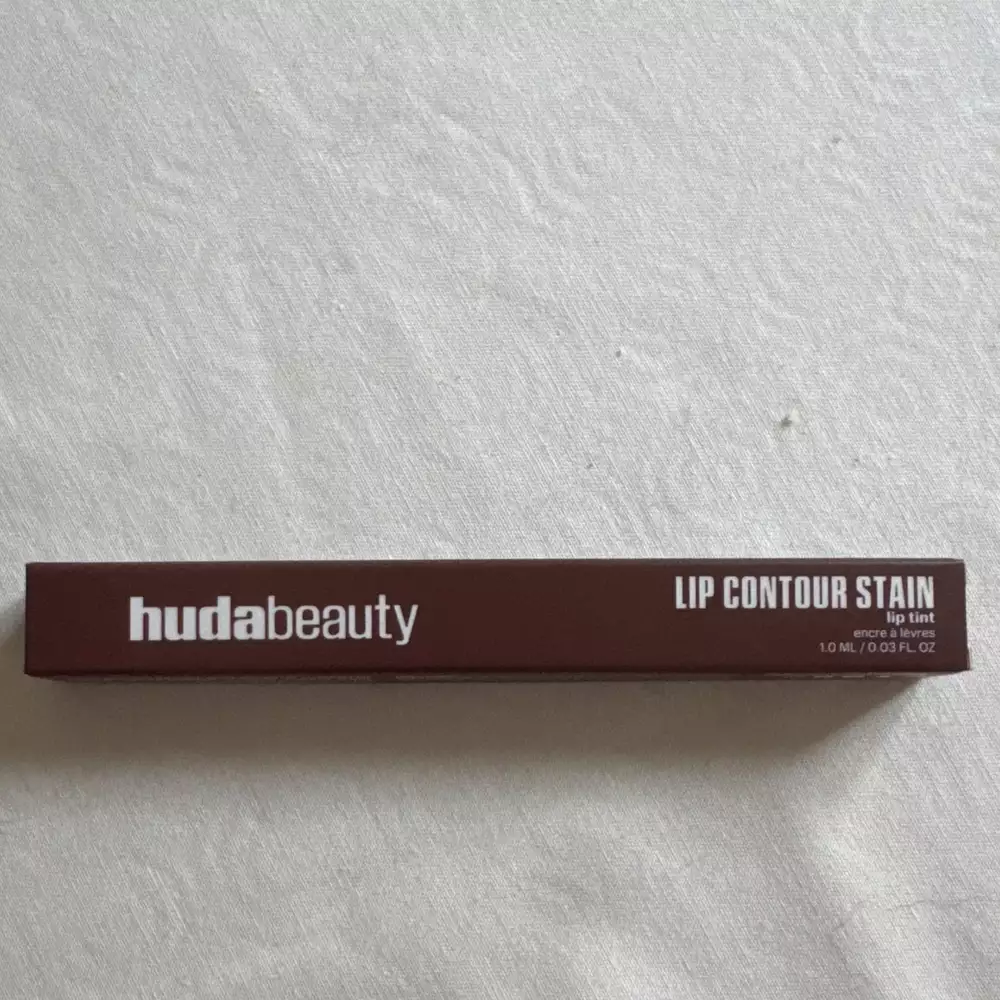 hudabeauty
LIP CONTOUR STAIN
lip tint
encre à lèvres
1.0 ML / 0.03 FL. OZ